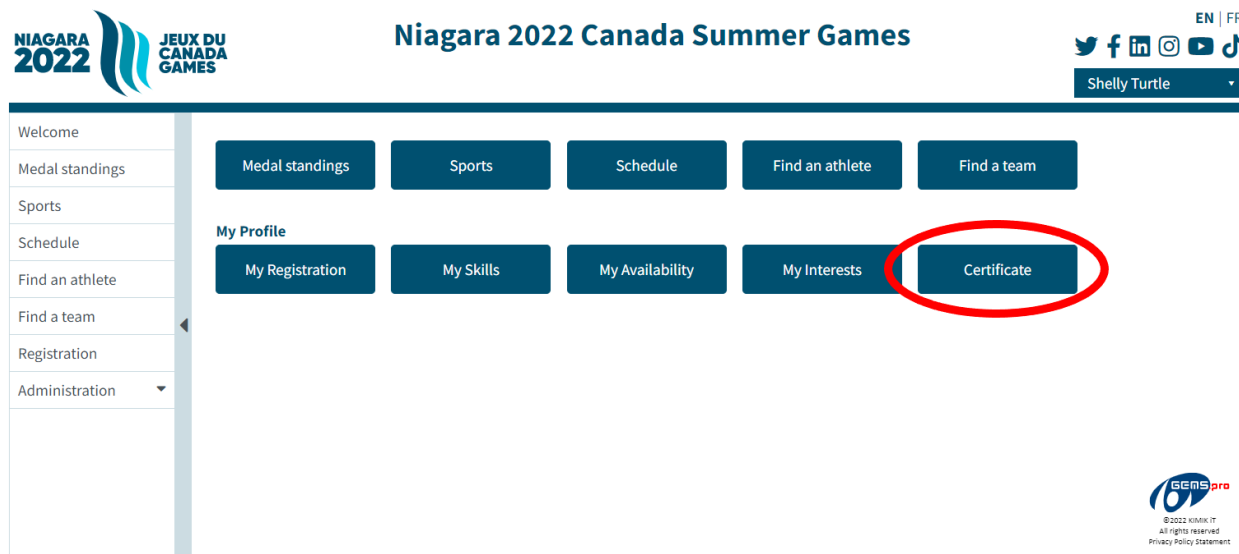 NIAGARA
2022
JEUX DU
CANADA
GAMES
Niagara 2022 Canada Summer Games
EN | FR
Shelly Turtle
Welcome
Medal standings
Sports
Schedule
Find an athlete
Find a team
Registration
Administration
Medal standings
Sports
Schedule
Find an athlete
Find a team
My Profile
My Registration
My Skills
My Availability
My Interests
Certificate
GEMSpro
©2022 KIMIK iT
All rights reserved
Privacy Policy Statement